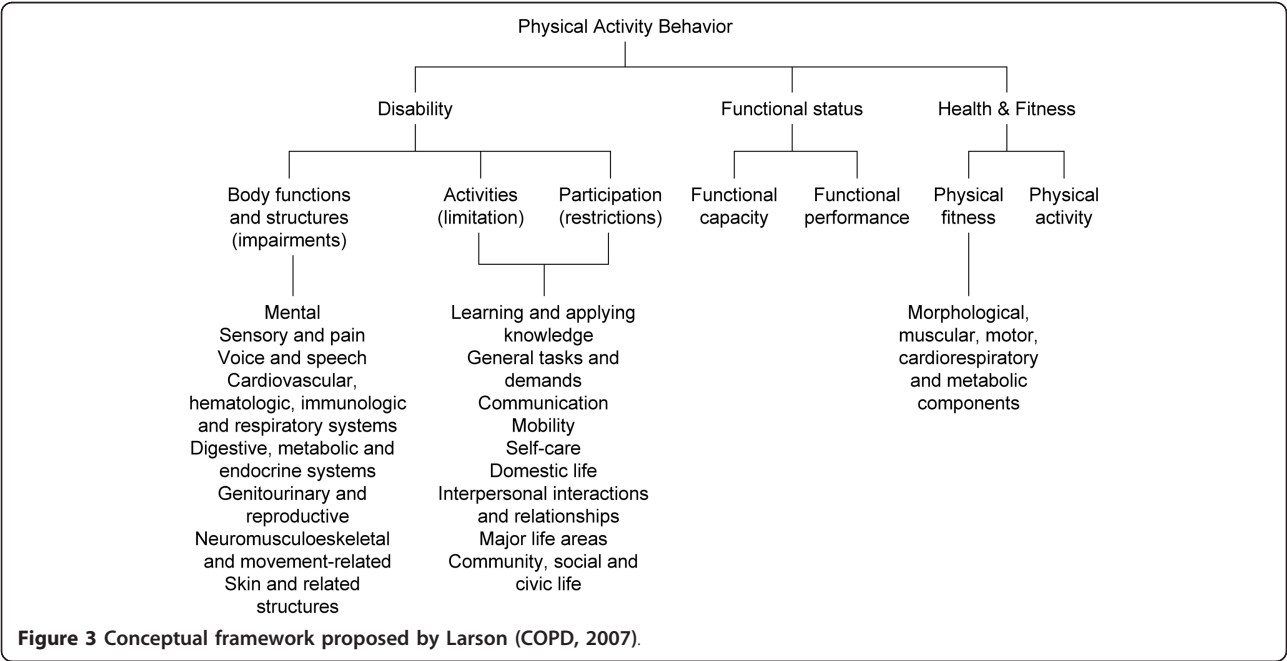 Physical Activity Behavior
Disability
Functional status
Health & Fitness
Body functions
and structures
(impairments)
Activities
(limitation)
Participation
(restrictions)
Functional
capacity
Functional
performance
Physical
fitness
Physical
activity
Mental
Sensory and pain
Voice and speech
Cardiovascular,
hematologic, immunologic
and respiratory systems
Digestive, metabolic and
endocrine systems
Genitourinary and
reproductive
Neuromusculoeskeletal
and movement-related
Skin and related
structures
Learning and applying
knowledge
General tasks and
demands
Communication
Mobility
Self-care
Domestic life
Interpersonal interactions
and relationships
Major life areas
Community, social and
civic life
Morphological,
muscular, motor,
cardiorespiratory
and metabolic
components
Figure 3 Conceptual framework proposed by Larson (COPD, 2007).